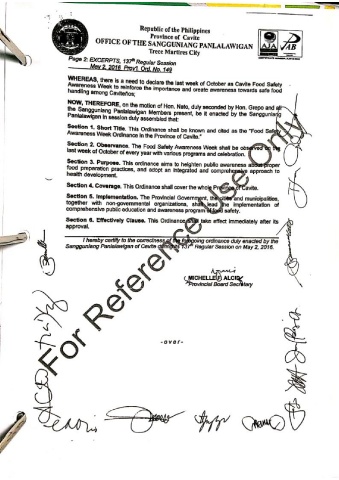 Republic of the Philippines
Province of Cavite
OFFICE OF THE SANGGUNIANG PANLALAWIGAN
Trece Martires City
Page 2: EXCERPTS, 137th Regular Session
May 2, 2016 Prov'l Ord. No. 149
WHEREAS, there is a need to declare the last week of October as Cavite Food Safety
Awareness Week to reinforce the importance and create awareness towards safe food
handling among Caviteños;
NOW, THEREFORE, on the motion of Hon. Nato, duly seconded by Hon. Grepo and all
the Sangguniang Panlalawigan Members present, be it enacted by the Sangguniang
Panlalawigan in session duly assembled that:
Section 1. Short Title. This Ordinance shall be known and cited as the "Food Safety
Awareness Week Ordinance in the Province of Cavite."
Section 2. Observance. The Food Safety Awareness Week shall be observed on the
last week of October of every year with various programs and celebration.
Section 3. Purpose. This ordinance aims to heighten public awareness about proper
food preparation practices, and adopt an integrated and comprehensive approach to
health development.
Section 4. Coverage. This Ordinance shall cover the whole Province of Cavite.
Section 5. Implementation. The Provincial Government, the cities and municipalities,
together with non-governmental organizations, shall lead the implementation of
comprehensive public education and awareness program of food safety.
Section 6. Effectively Clause. This Ordinance shall take effect immediately after its
approval.
I hereby certify to the correctness of the foregoing ordinance duly enacted by the
Sangguniang Panlalawigan of Cavite during its 137th Regular Session on May 2, 2016.
MICHELLE F. ALCID
Provincial Board Secretary
-over-
For Reference Use Only